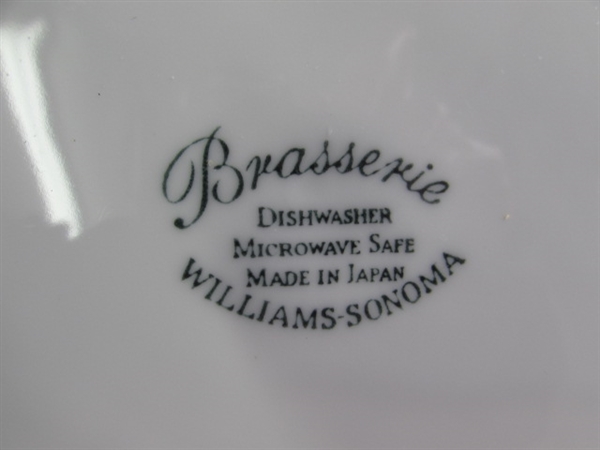 Brasserie
DISHWASHER
MICROWAVE SAFE
MADE IN JAPAN
WILLIAMS-SONOMA